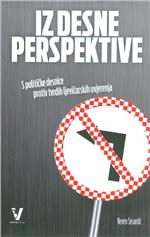 IZ DESNE
PERSPEKTIVE
S političke desnice
protiv tvrdih ljevičarskih uvjerenja
Neven Sesardić